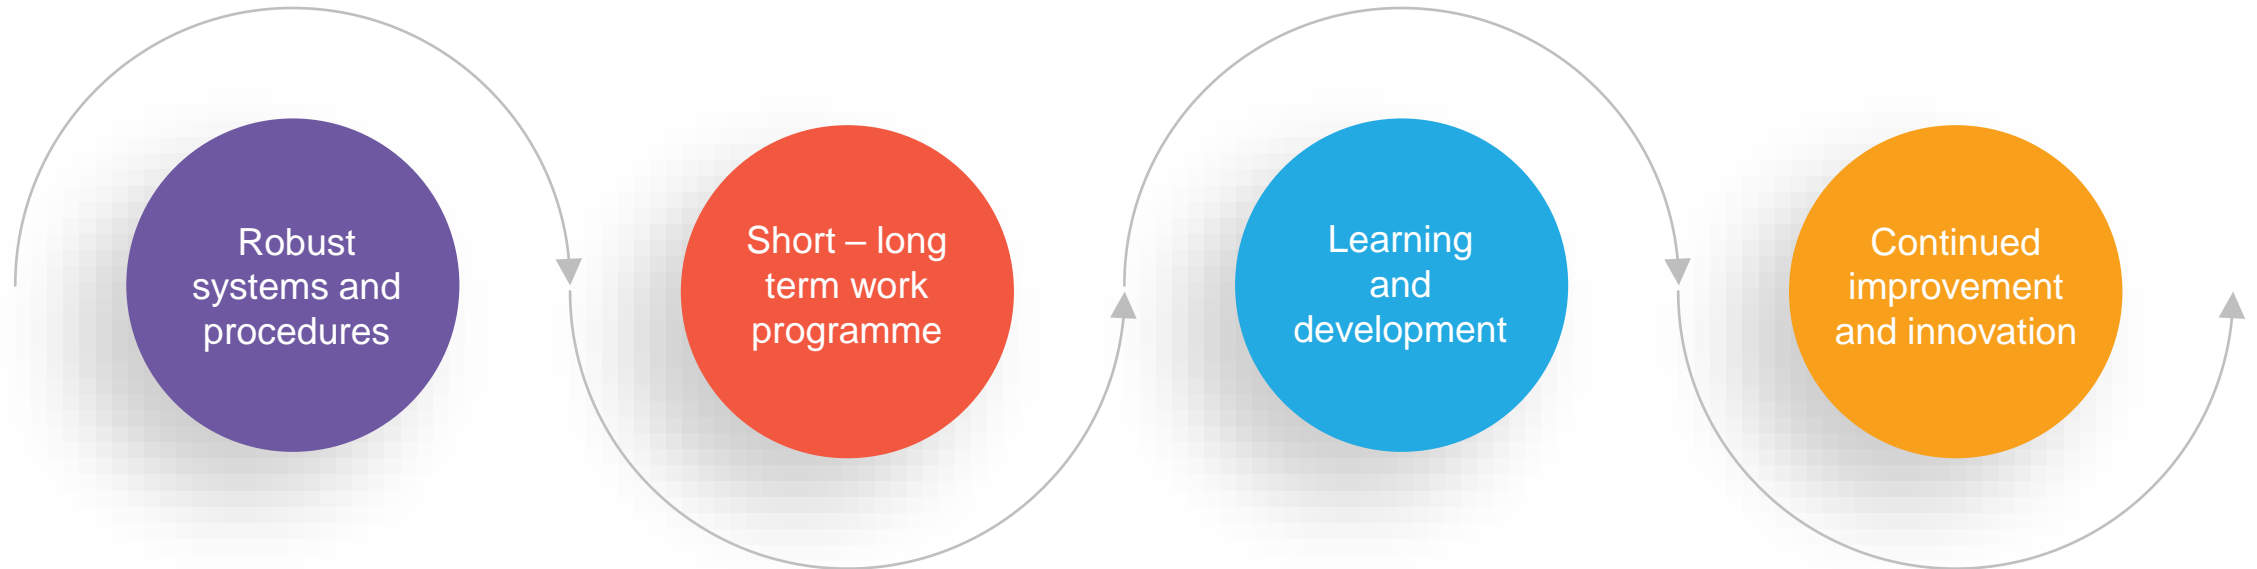 Robust
systems and
procedures
Short – long
term work
programme
Learning
and
development
Continued
improvement
and innovation